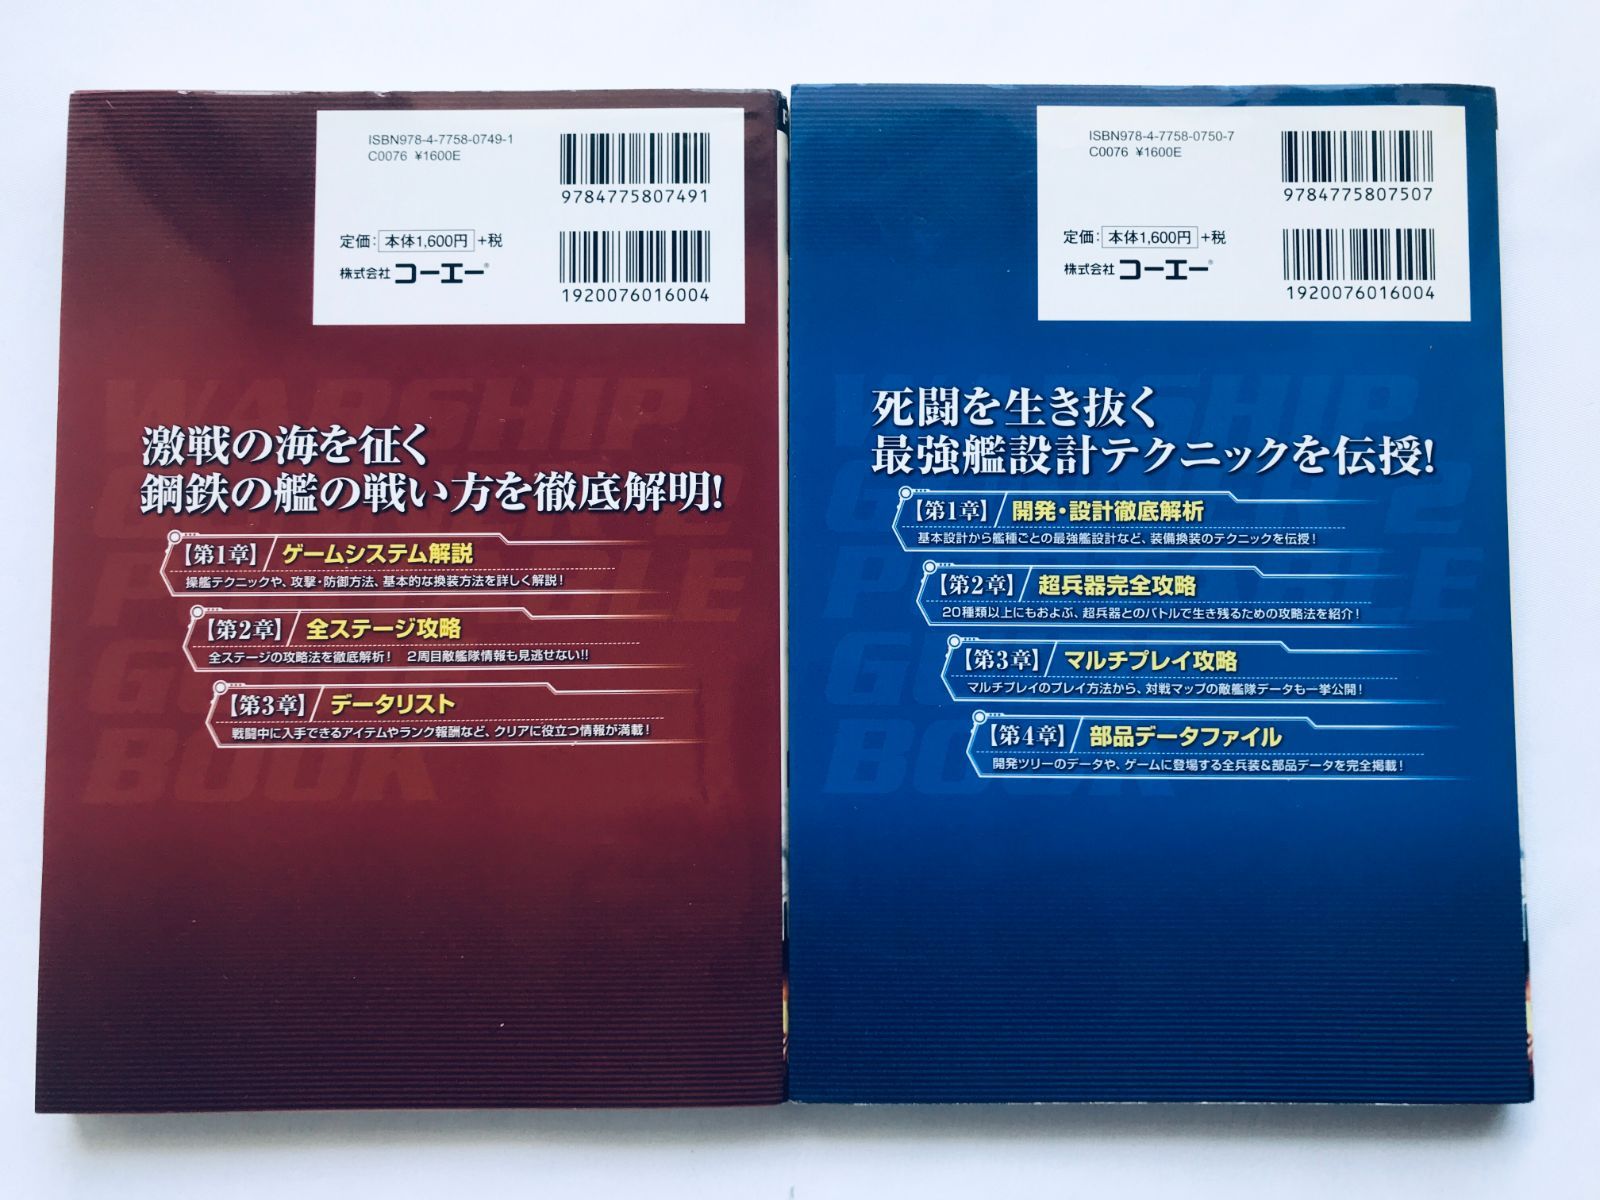 ISBN978-4-7758-0749-1
C0076 ¥1600E
9784775807491
定価: 本体1,600円 +税
株式会社 コーエー®
1920076016004
激戦の海を征く
鋼鉄の艦の戦い方を徹底解明!
【第1章】 ゲームシステム解説
操艦テクニックや、攻撃・防御方法、基本的な換装方法を詳しく解説!
【第2章】 全ステージ攻略
全ステージの攻略法を徹底解析! 2周目敵艦隊情報も見逃せない!!
【第3章】 データリスト
戦闘中に入手できるアイテムやランク報酬など、クリアに役立つ情報が満載!
WARSHIP
BOOK
ISBN978-4-7758-0750-7
C0076 ¥1600E
9784775807507
定価: 本体1,600円 +税
株式会社 コーエー®
1920076016004
死闘を生き抜く
最強艦設計テクニックを伝授!
【第1章】 開発・設計徹底解析
基本設計から艦種ごとの最強艦設計など、装備換装のテクニックを伝授!
【第2章】 超兵器完全攻略
20種類以上にもおよぶ、超兵器とのバトルで生き残るための攻略法を紹介!
【第3章】 マルチプレイ攻略
マルチプレイのプレイ方法から、対戦マップの敵艦隊データも一挙公開!
【第4章】 部品データファイル
開発ツリーのデータや、ゲームに登場する全兵装&部品データを完全掲載!